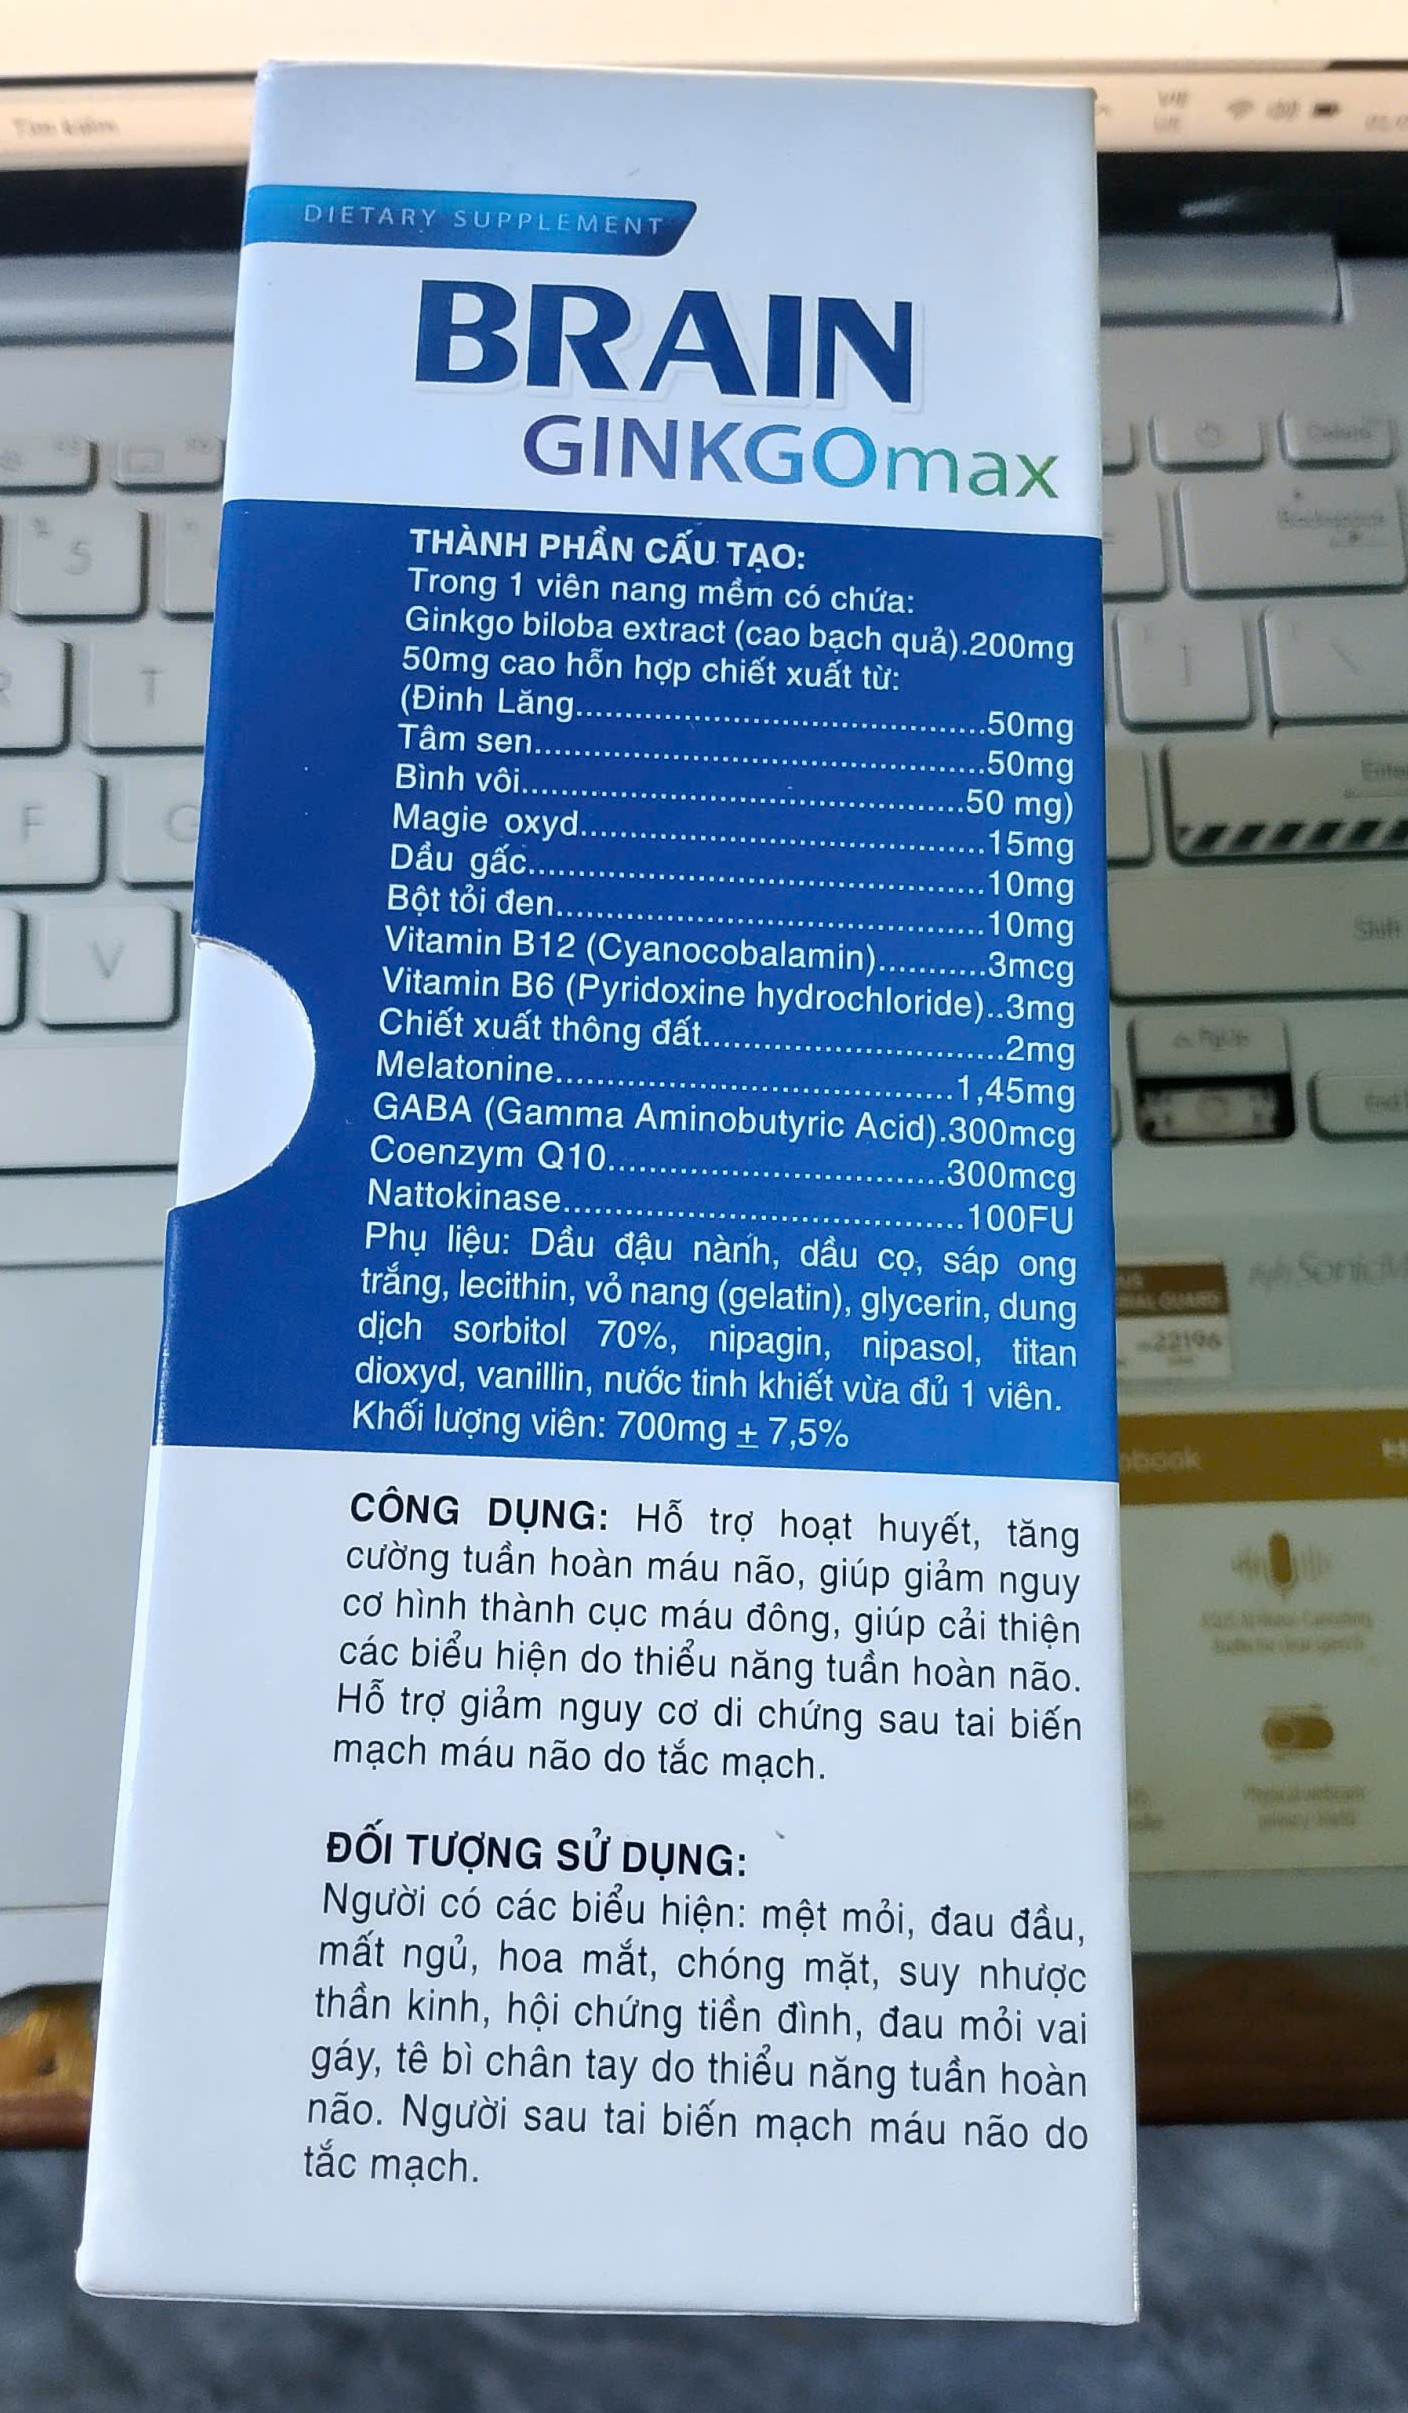 Tìm kiếm
DIETARY SUPPLEMENT
BRAIN
GINKGOmax
THÀNH PHẦN CẤU TẠO:
Trong 1 viên nang mềm có chứa:
Ginkgo biloba extract (cao bạch quả).200mg
50mg cao hỗn hợp chiết xuất từ:
(Đinh Lăng..........................................50mg
Tâm sen..............................................50mg
Bình vôi.............................................50 mg)
Magie oxyd.........................................15mg
Dầu gấc..............................................10mg
Bột tỏi đen...........................................10mg
Vitamin B12 (Cyanocobalamin)...........3mcg
Vitamin B6 (Pyridoxine hydrochloride)..3mg
Chiết xuất thông đất...............................2mg
Melatonine.........................................1,45mg
GABA (Gamma Aminobutyric Acid).300mcg
Coenzym Q10..................................300mcg
Nattokinase.........................................100FU
Phụ liệu: Dầu đậu nành, dầu cọ, sáp ong
trắng, lecithin, vỏ nang (gelatin), glycerin, dung
dịch sorbitol 70%, nipagin, nipasol, titan
dioxyd, vanillin, nước tinh khiết vừa đủ 1 viên.
Khối lượng viên: 700mg ± 7,5%
CÔNG DỤNG: Hỗ trợ hoạt huyết, tăng
cường tuần hoàn máu não, giúp giảm nguy
cơ hình thành cục máu đông, giúp cải thiện
các biểu hiện do thiểu năng tuần hoàn não.
Hỗ trợ giảm nguy cơ di chứng sau tai biến
mạch máu não do tắc mạch.
ĐỐI TƯỢNG SỬ DỤNG:
Người có các biểu hiện: mệt mỏi, đau đầu,
mất ngủ, hoa mắt, chóng mặt, suy nhược
thần kinh, hội chứng tiền đình, đau mỏi vai
gáy, tê bì chân tay do thiểu năng tuần hoàn
não. Người sau tai biến mạch máu não do
tắc mạch.
Delete
Backspace
5
T
F
V
Enter
Shift
PgUp
End
22196